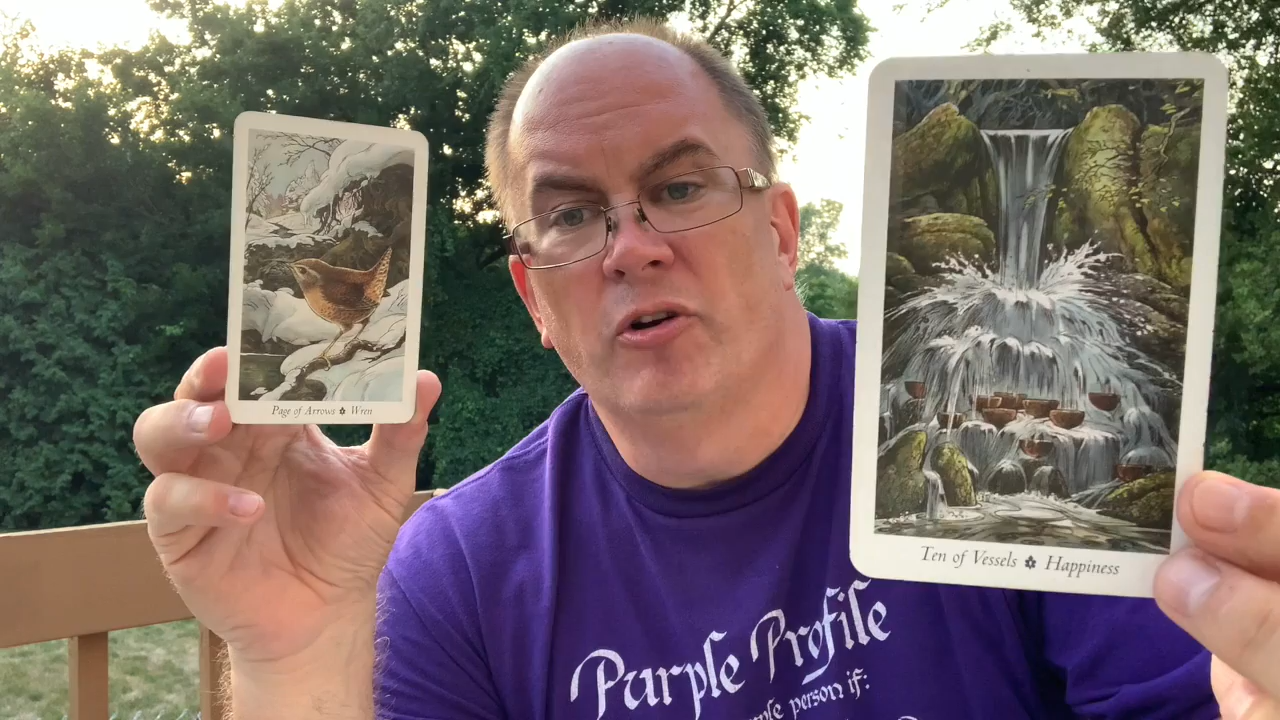 Page of Arrows ✽ Wren
Ten of Vessels ✽ Happiness
Purple Profile
person if: